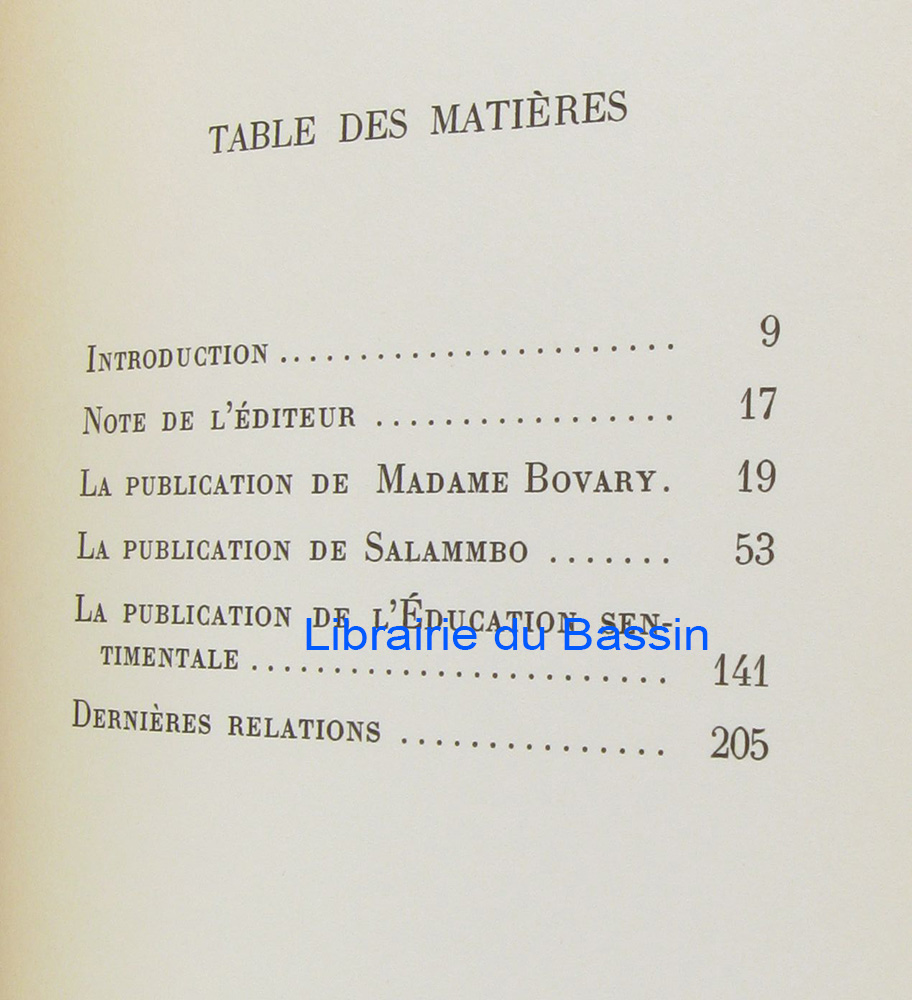 TABLE DES MATIÈRES
INTRODUCTION ........................ 9
NOTE DE L'ÉDITEUR .................. 17
LA PUBLICATION DE MADAME BOVARY. 19
LA PUBLICATION DE SALAMMBO ....... 53
LA PUBLICATION DE L'ÉDUCATION SEN-
Librairie du Bassin
TIMENTALE ......................... 141
DERNIÈRES RELATIONS ................ 205